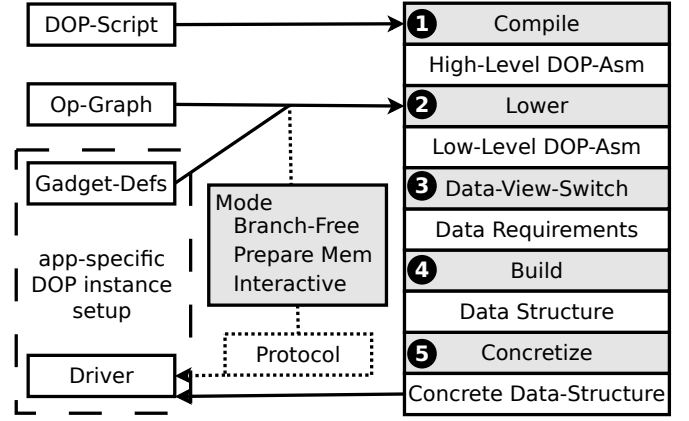 DOP-Script
Op-Graph
Gadget-Defs
app-specific
DOP instance
setup
Driver
Mode
Branch-Free
Prepare Mem
Interactive
Protocol
1 Compile
High-Level DOP-Asm
2 Lower
Low-Level DOP-Asm
3 Data-View-Switch
Data Requirements
4 Build
Data Structure
5 Concretize
Concrete Data-Structure